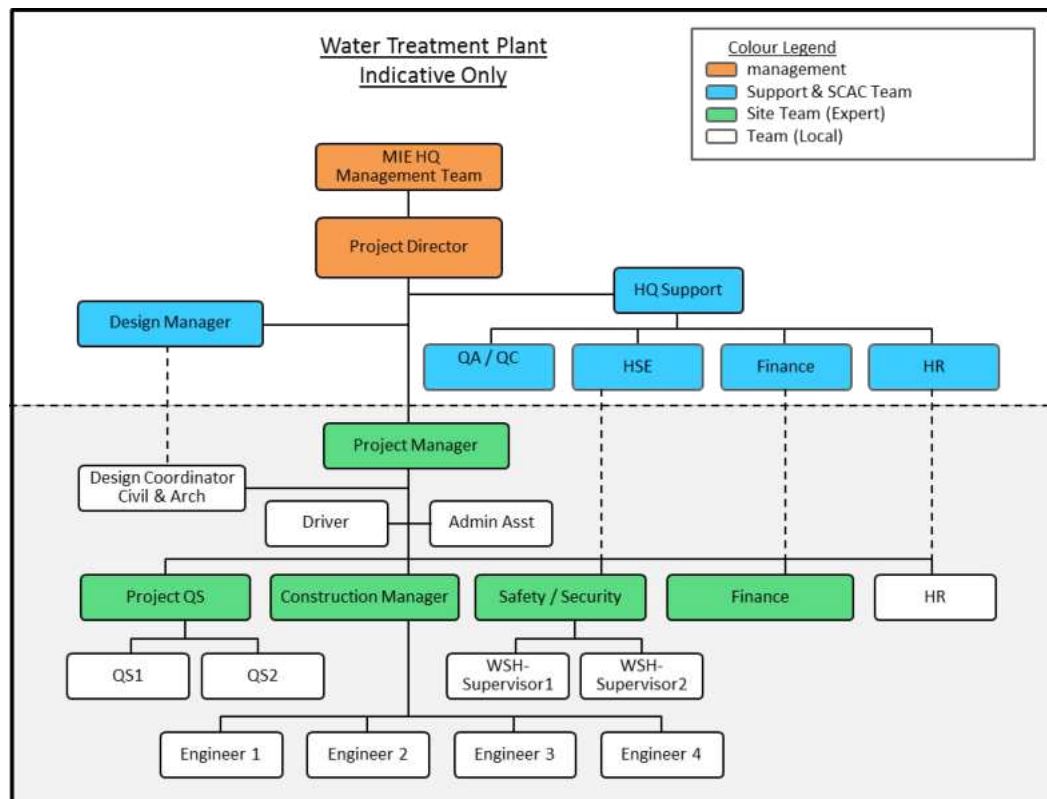 Water Treatment Plant
Indicative Only
Colour Legend
management
Support & SCAC Team
Site Team (Expert)
Team (Local)
MIE HQ
Management Team
Project Director
HQ Support
Design Manager
QA / QC
HSE
Finance
HR
Project Manager
Design Coordinator
Civil & Arch
Driver
Admin Asst
Project QS
Construction Manager
Safety / Security
Finance
HR
QS1
QS2
WSH-
Supervisor1
WSH-
Supervisor2
Engineer 1
Engineer 2
Engineer 3
Engineer 4